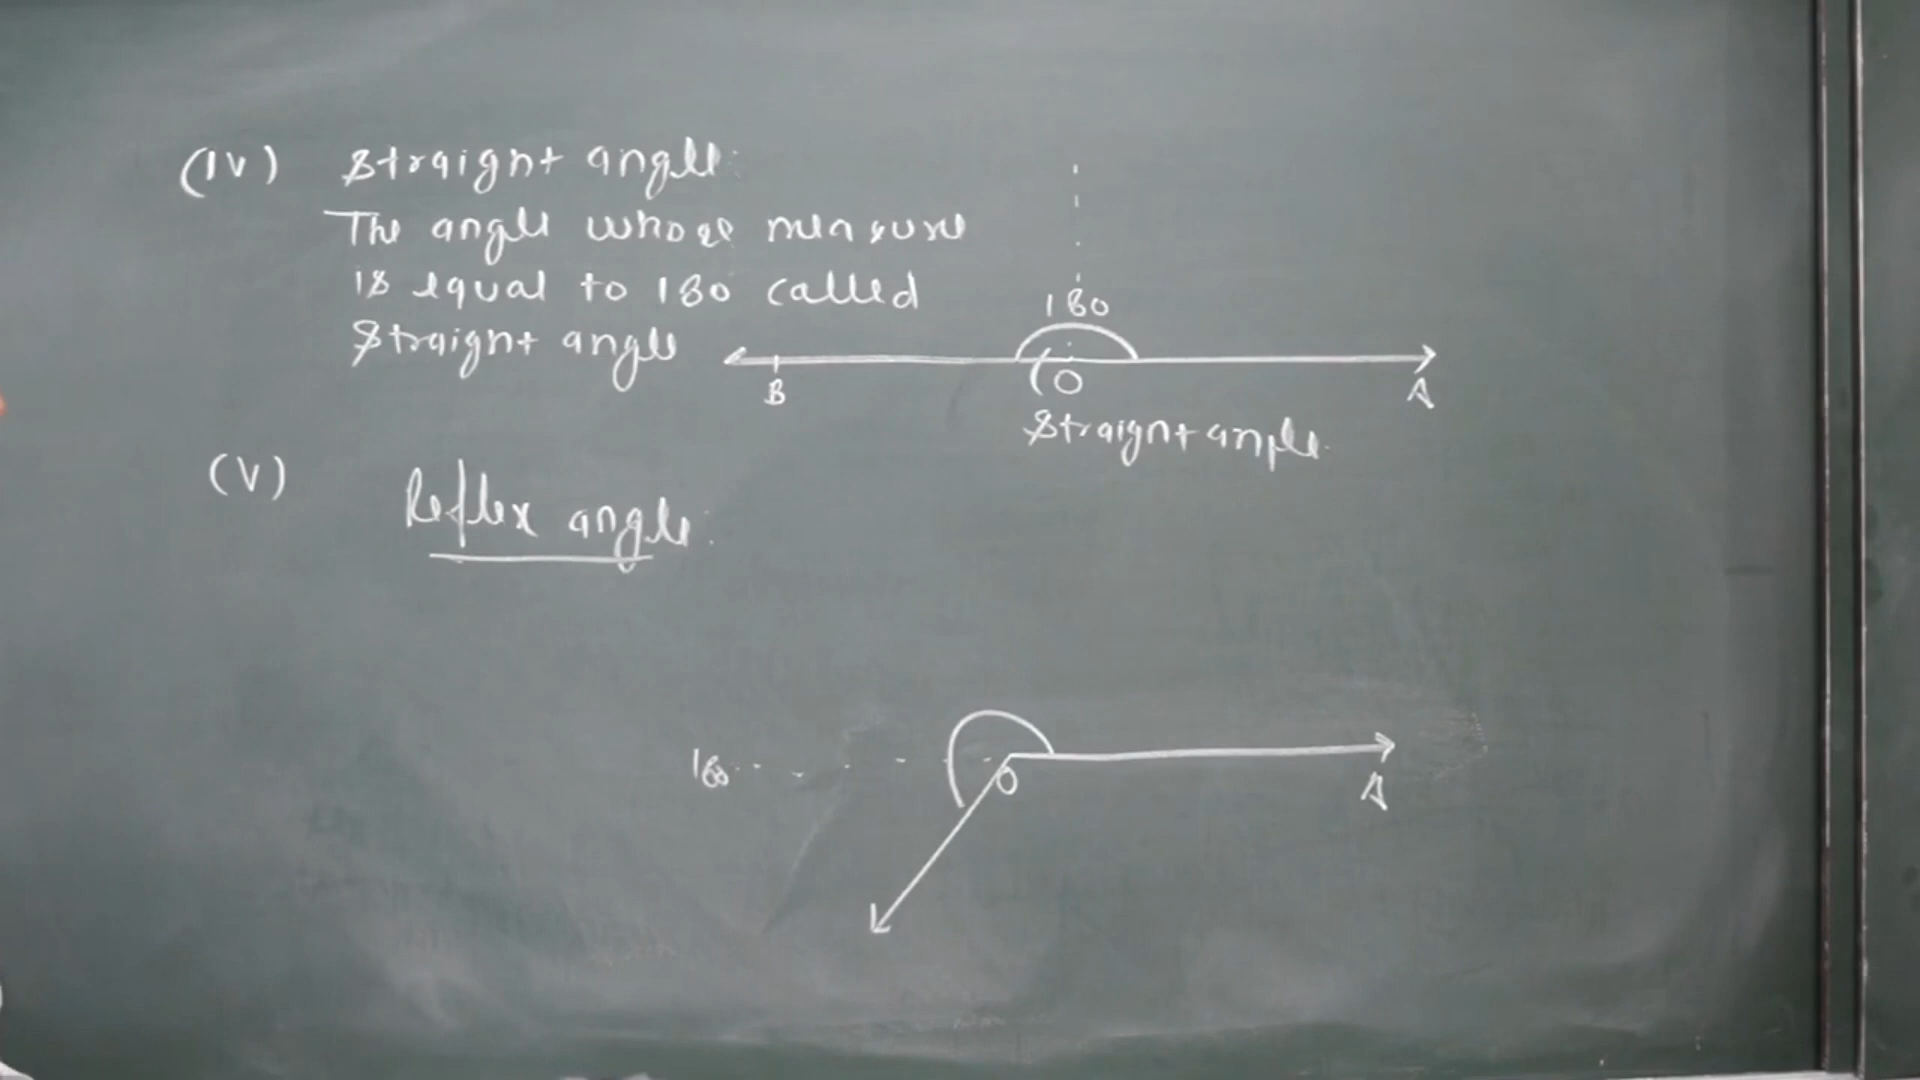 (IV) Straight angle:
The angle whose measure
is equal to 180 called
Straight angle
180
B
O
A
Straight angle.
(V) Reflex angle:
180
O
A